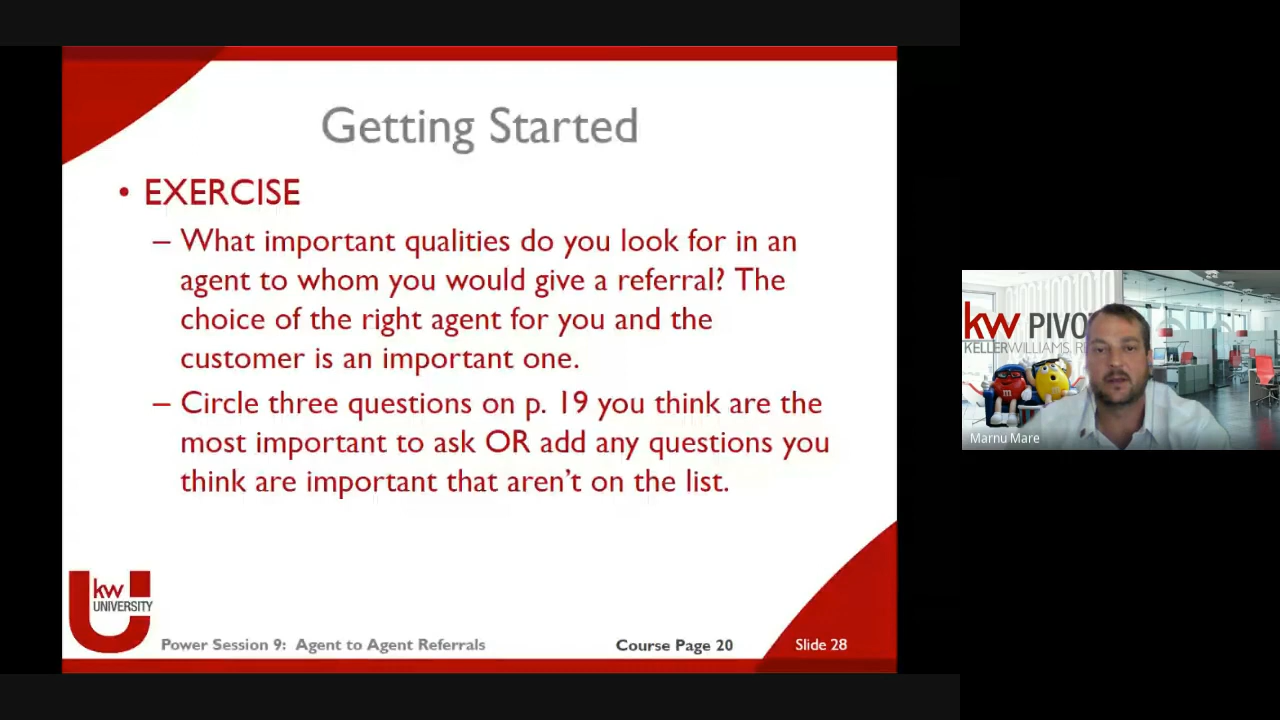 Getting Started
• EXERCISE
– What important qualities do you look for in an
agent to whom you would give a referral? The
choice of the right agent for you and the
customer is an important one.
– Circle three questions on p. 19 you think are the
most important to ask OR add any questions you
think are important that aren't on the list.
kw
UNIVERSITY
Power Session 9: Agent to Agent Referrals
Course Page 20
Slide 28
kw PIVO
KELLERWILLIAMS. RE
m
Marnu Mare